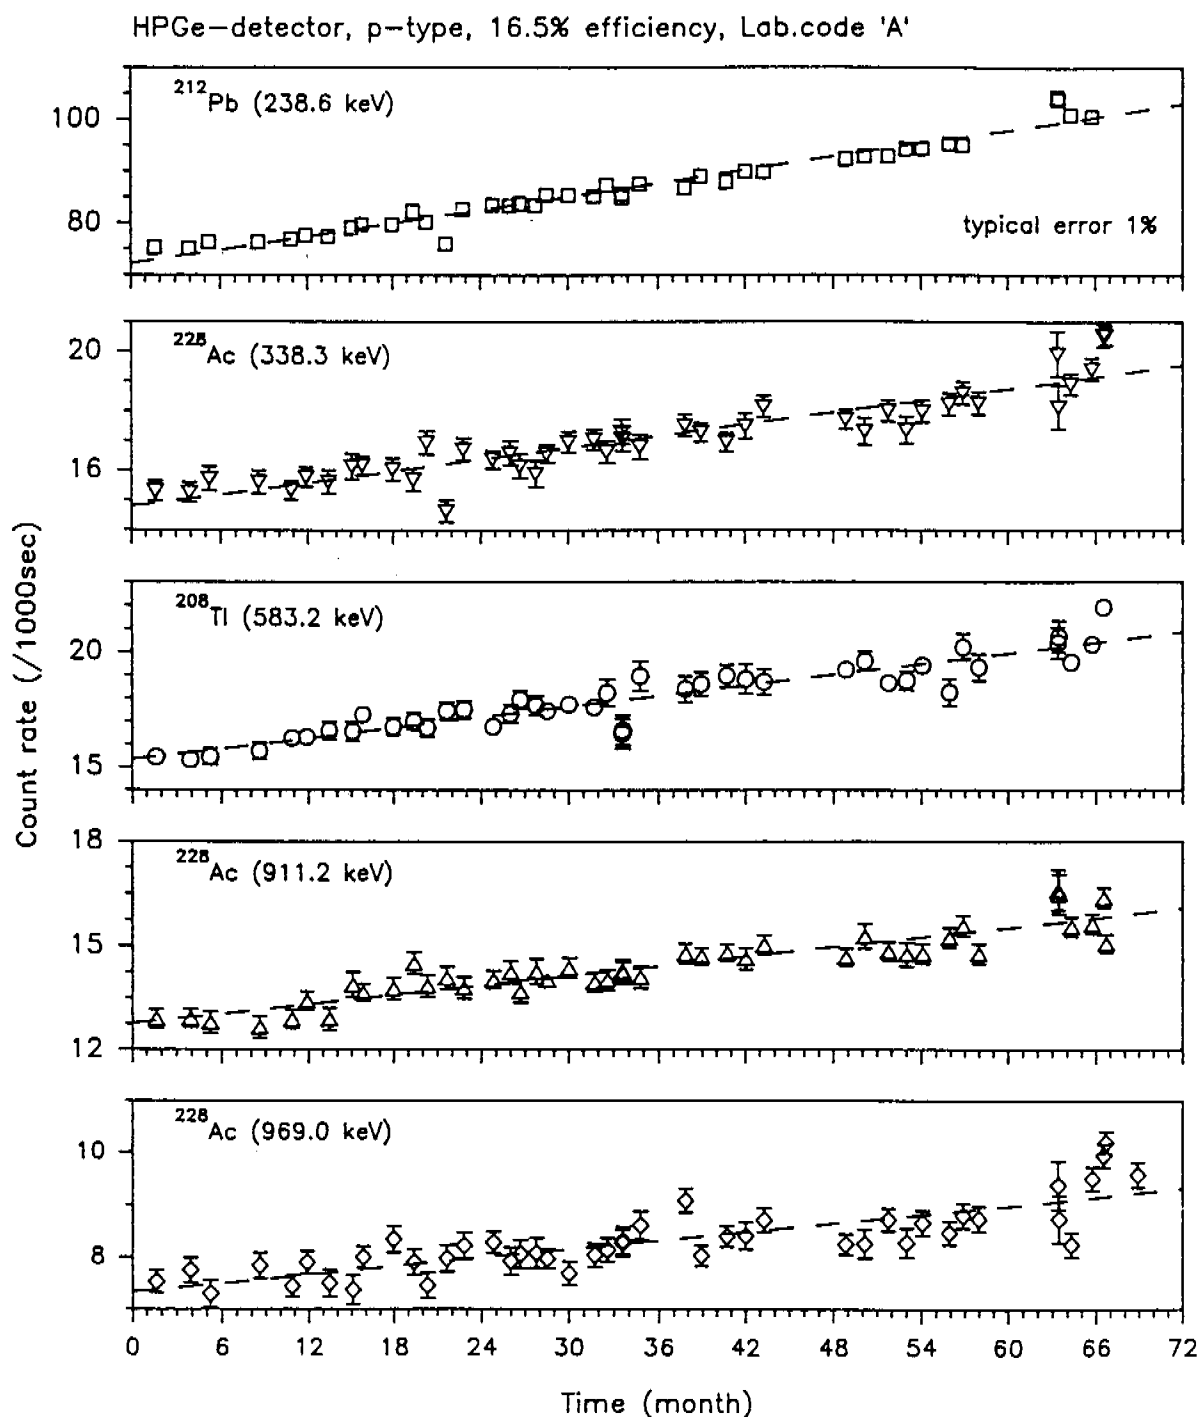 HPGe-detector, p-type, 16.5% efficiency, Lab.code 'A'
212Pb (238.6 keV)
100
80
typical error 1%
228Ac (338.3 keV)
20
16
208Tl (583.2 keV)
20
15
Count rate (/1000sec)
18
228Ac (911.2 keV)
15
12
228Ac (969.0 keV)
10
8
0 6 12 18 24 30 36 42 48 54 60 66 72
Time (month)